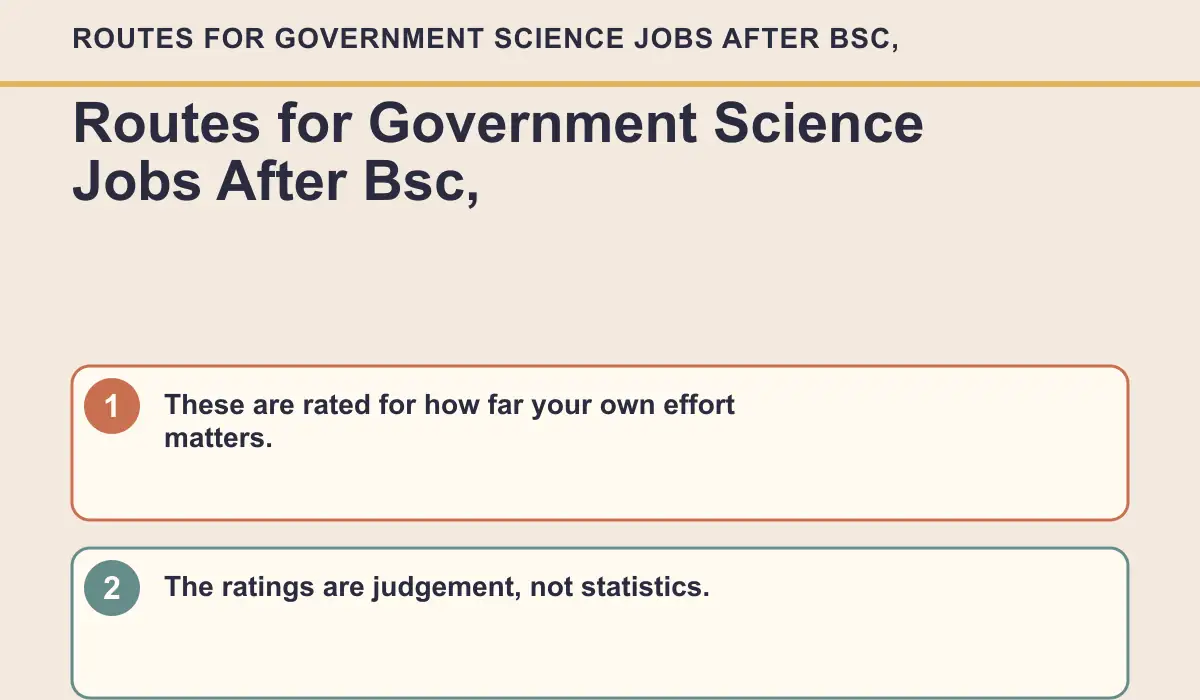 ROUTES FOR GOVERNMENT SCIENCE JOBS AFTER BSC,
Routes for Government Science
Jobs After Bsc,
1
These are rated for how far your own effort
matters.
2
The ratings are judgement, not statistics.